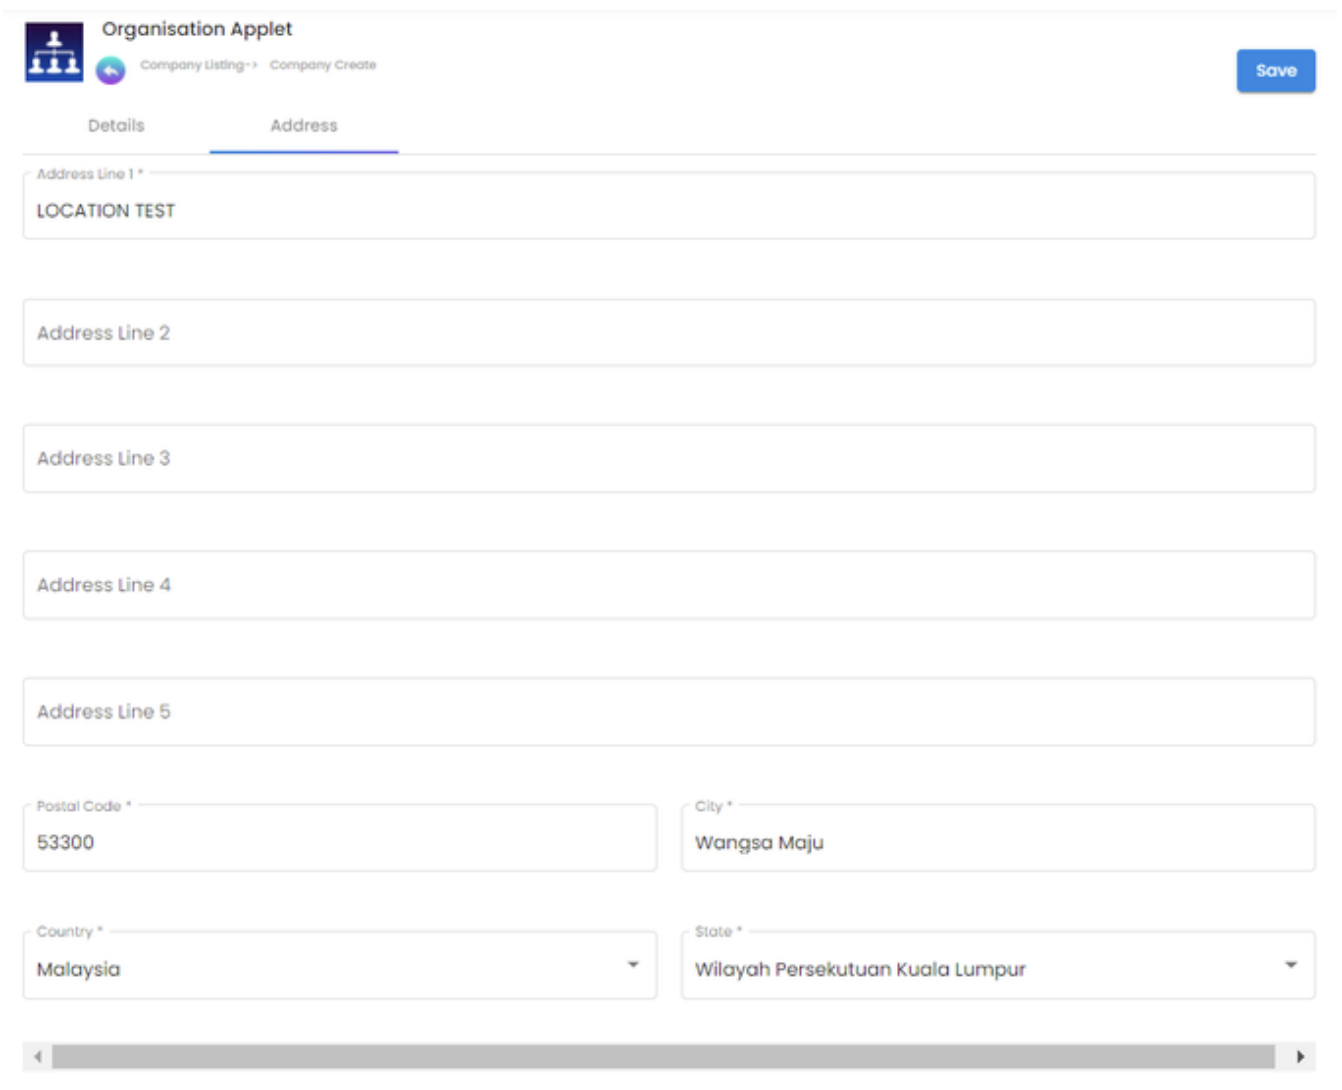 Organisation Applet
Company Listing-> Company Create
Save
Details Address
Address Line 1 *
LOCATION TEST
Address Line 2
Address Line 3
Address Line 4
Address Line 5
Postal Code * City *
53300 Wangsa Maju
Country * State *
Malaysia Wilayah Persekutuan Kuala Lumpur